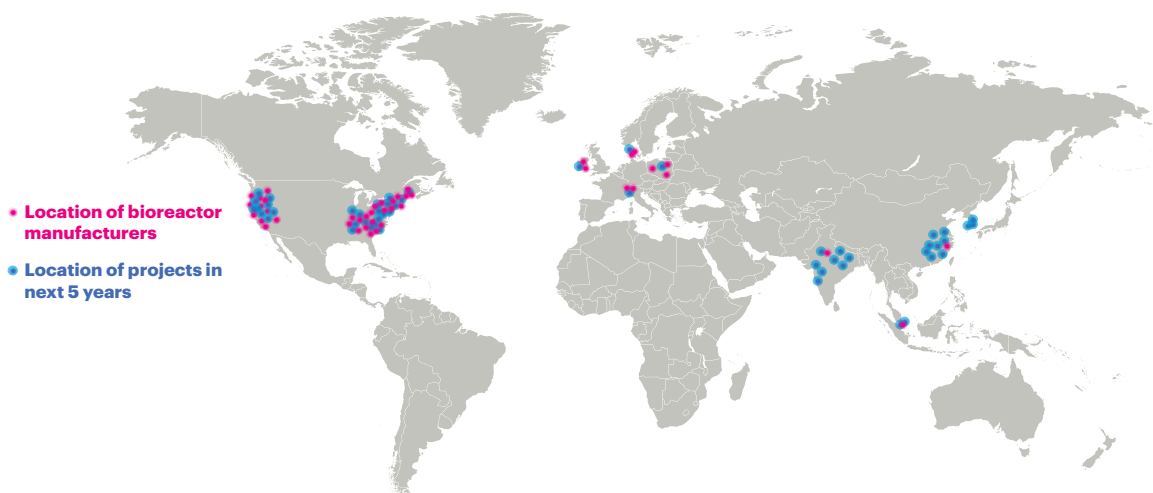 Location of bioreactor
manufacturers
Location of projects in
next 5 years